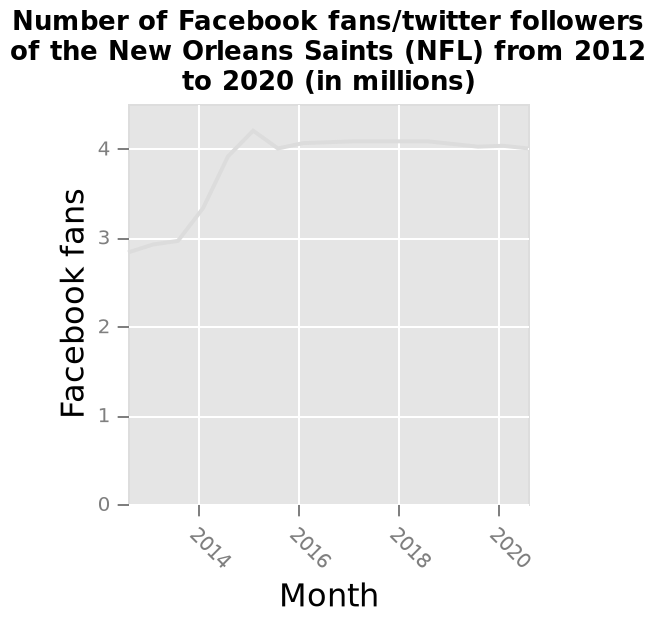 Number of Facebook fans/twitter followers
of the New Orleans Saints (NFL) from 2012
to 2020 (in millions)
Facebook fans
4
3
2
1
0
2014
2016
2018
2020
Month